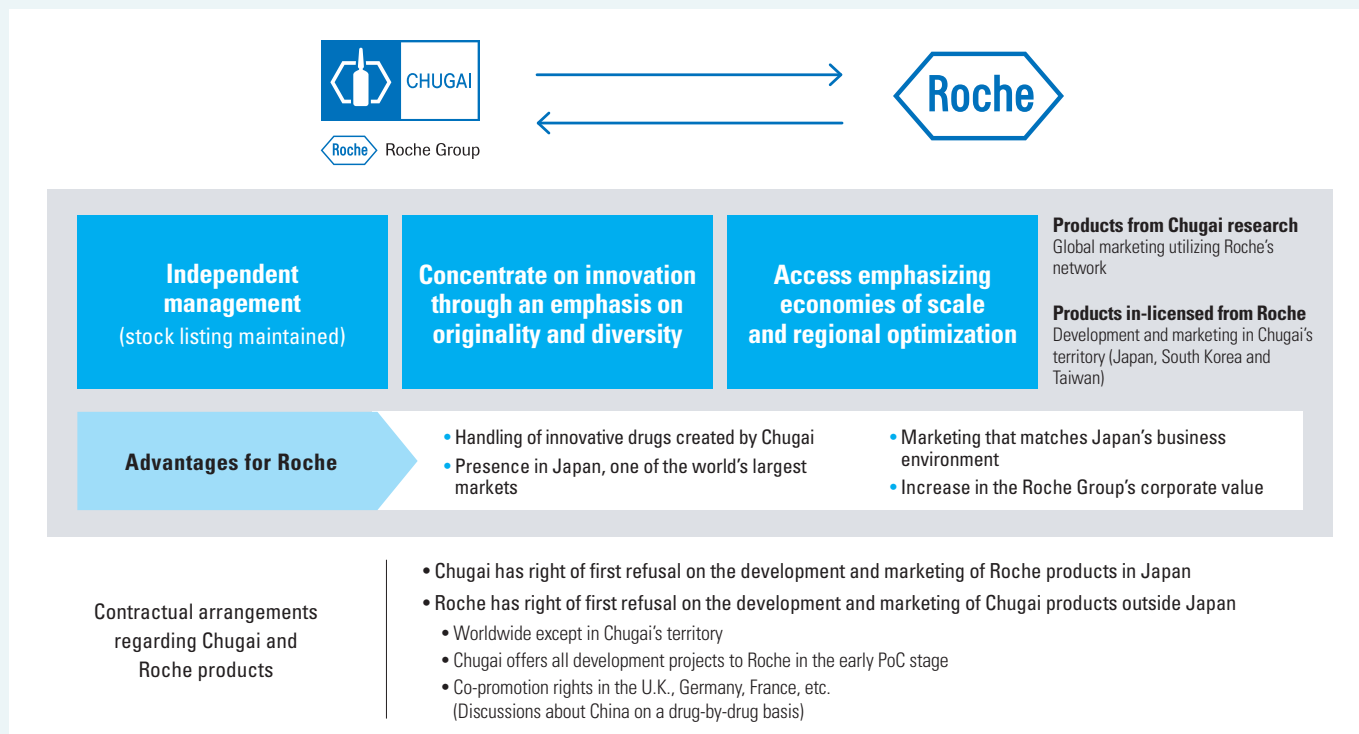 CHUGAI
Roche Roche Group
Roche
Independent
management
(stock listing maintained)
Concentrate on innovation
through an emphasis on
originality and diversity
Access emphasizing
economies of scale
and regional optimization
Products from Chugai research
Global marketing utilizing Roche's
network
Products in-licensed from Roche
Development and marketing in Chugai's
territory (Japan, South Korea and
Taiwan)
Advantages for Roche
• Handling of innovative drugs created by Chugai
• Presence in Japan, one of the world's largest
markets
• Marketing that matches Japan's business
environment
• Increase in the Roche Group's corporate value
Contractual arrangements
regarding Chugai and
Roche products
• Chugai has right of first refusal on the development and marketing of Roche products in Japan
• Roche has right of first refusal on the development and marketing of Chugai products outside Japan
• Worldwide except in Chugai's territory
• Chugai offers all development projects to Roche in the early PoC stage
• Co-promotion rights in the U.K., Germany, France, etc.
(Discussions about China on a drug-by-drug basis)